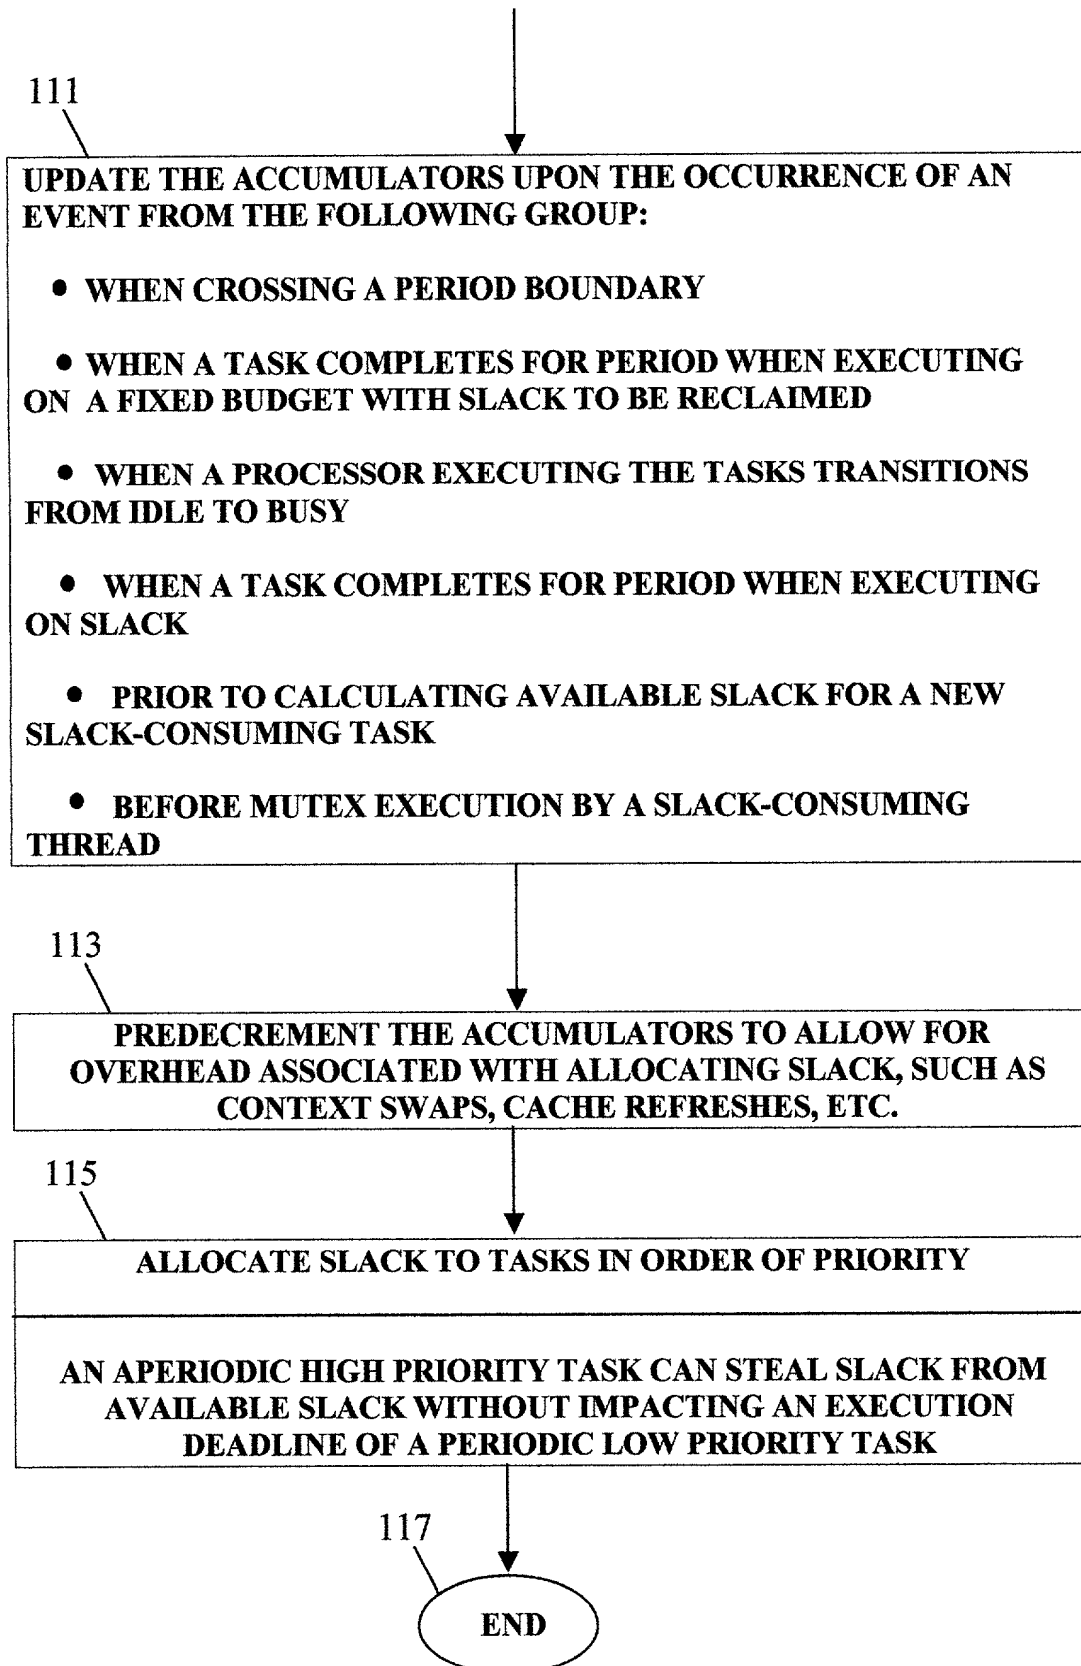 111
UPDATE THE ACCUMULATORS UPON THE OCCURRENCE OF AN
EVENT FROM THE FOLLOWING GROUP:
● WHEN CROSSING A PERIOD BOUNDARY
● WHEN A TASK COMPLETES FOR PERIOD WHEN EXECUTING
ON A FIXED BUDGET WITH SLACK TO BE RECLAIMED
● WHEN A PROCESSOR EXECUTING THE TASKS TRANSITIONS
FROM IDLE TO BUSY
● WHEN A TASK COMPLETES FOR PERIOD WHEN EXECUTING
ON SLACK
● PRIOR TO CALCULATING AVAILABLE SLACK FOR A NEW
SLACK-CONSUMING TASK
● BEFORE MUTEX EXECUTION BY A SLACK-CONSUMING
THREAD
113
PREDECREMENT THE ACCUMULATORS TO ALLOW FOR
OVERHEAD ASSOCIATED WITH ALLOCATING SLACK, SUCH AS
CONTEXT SWAPS, CACHE REFRESHES, ETC.
115
ALLOCATE SLACK TO TASKS IN ORDER OF PRIORITY
AN APERIODIC HIGH PRIORITY TASK CAN STEAL SLACK FROM
AVAILABLE SLACK WITHOUT IMPACTING AN EXECUTION
DEADLINE OF A PERIODIC LOW PRIORITY TASK
117
END